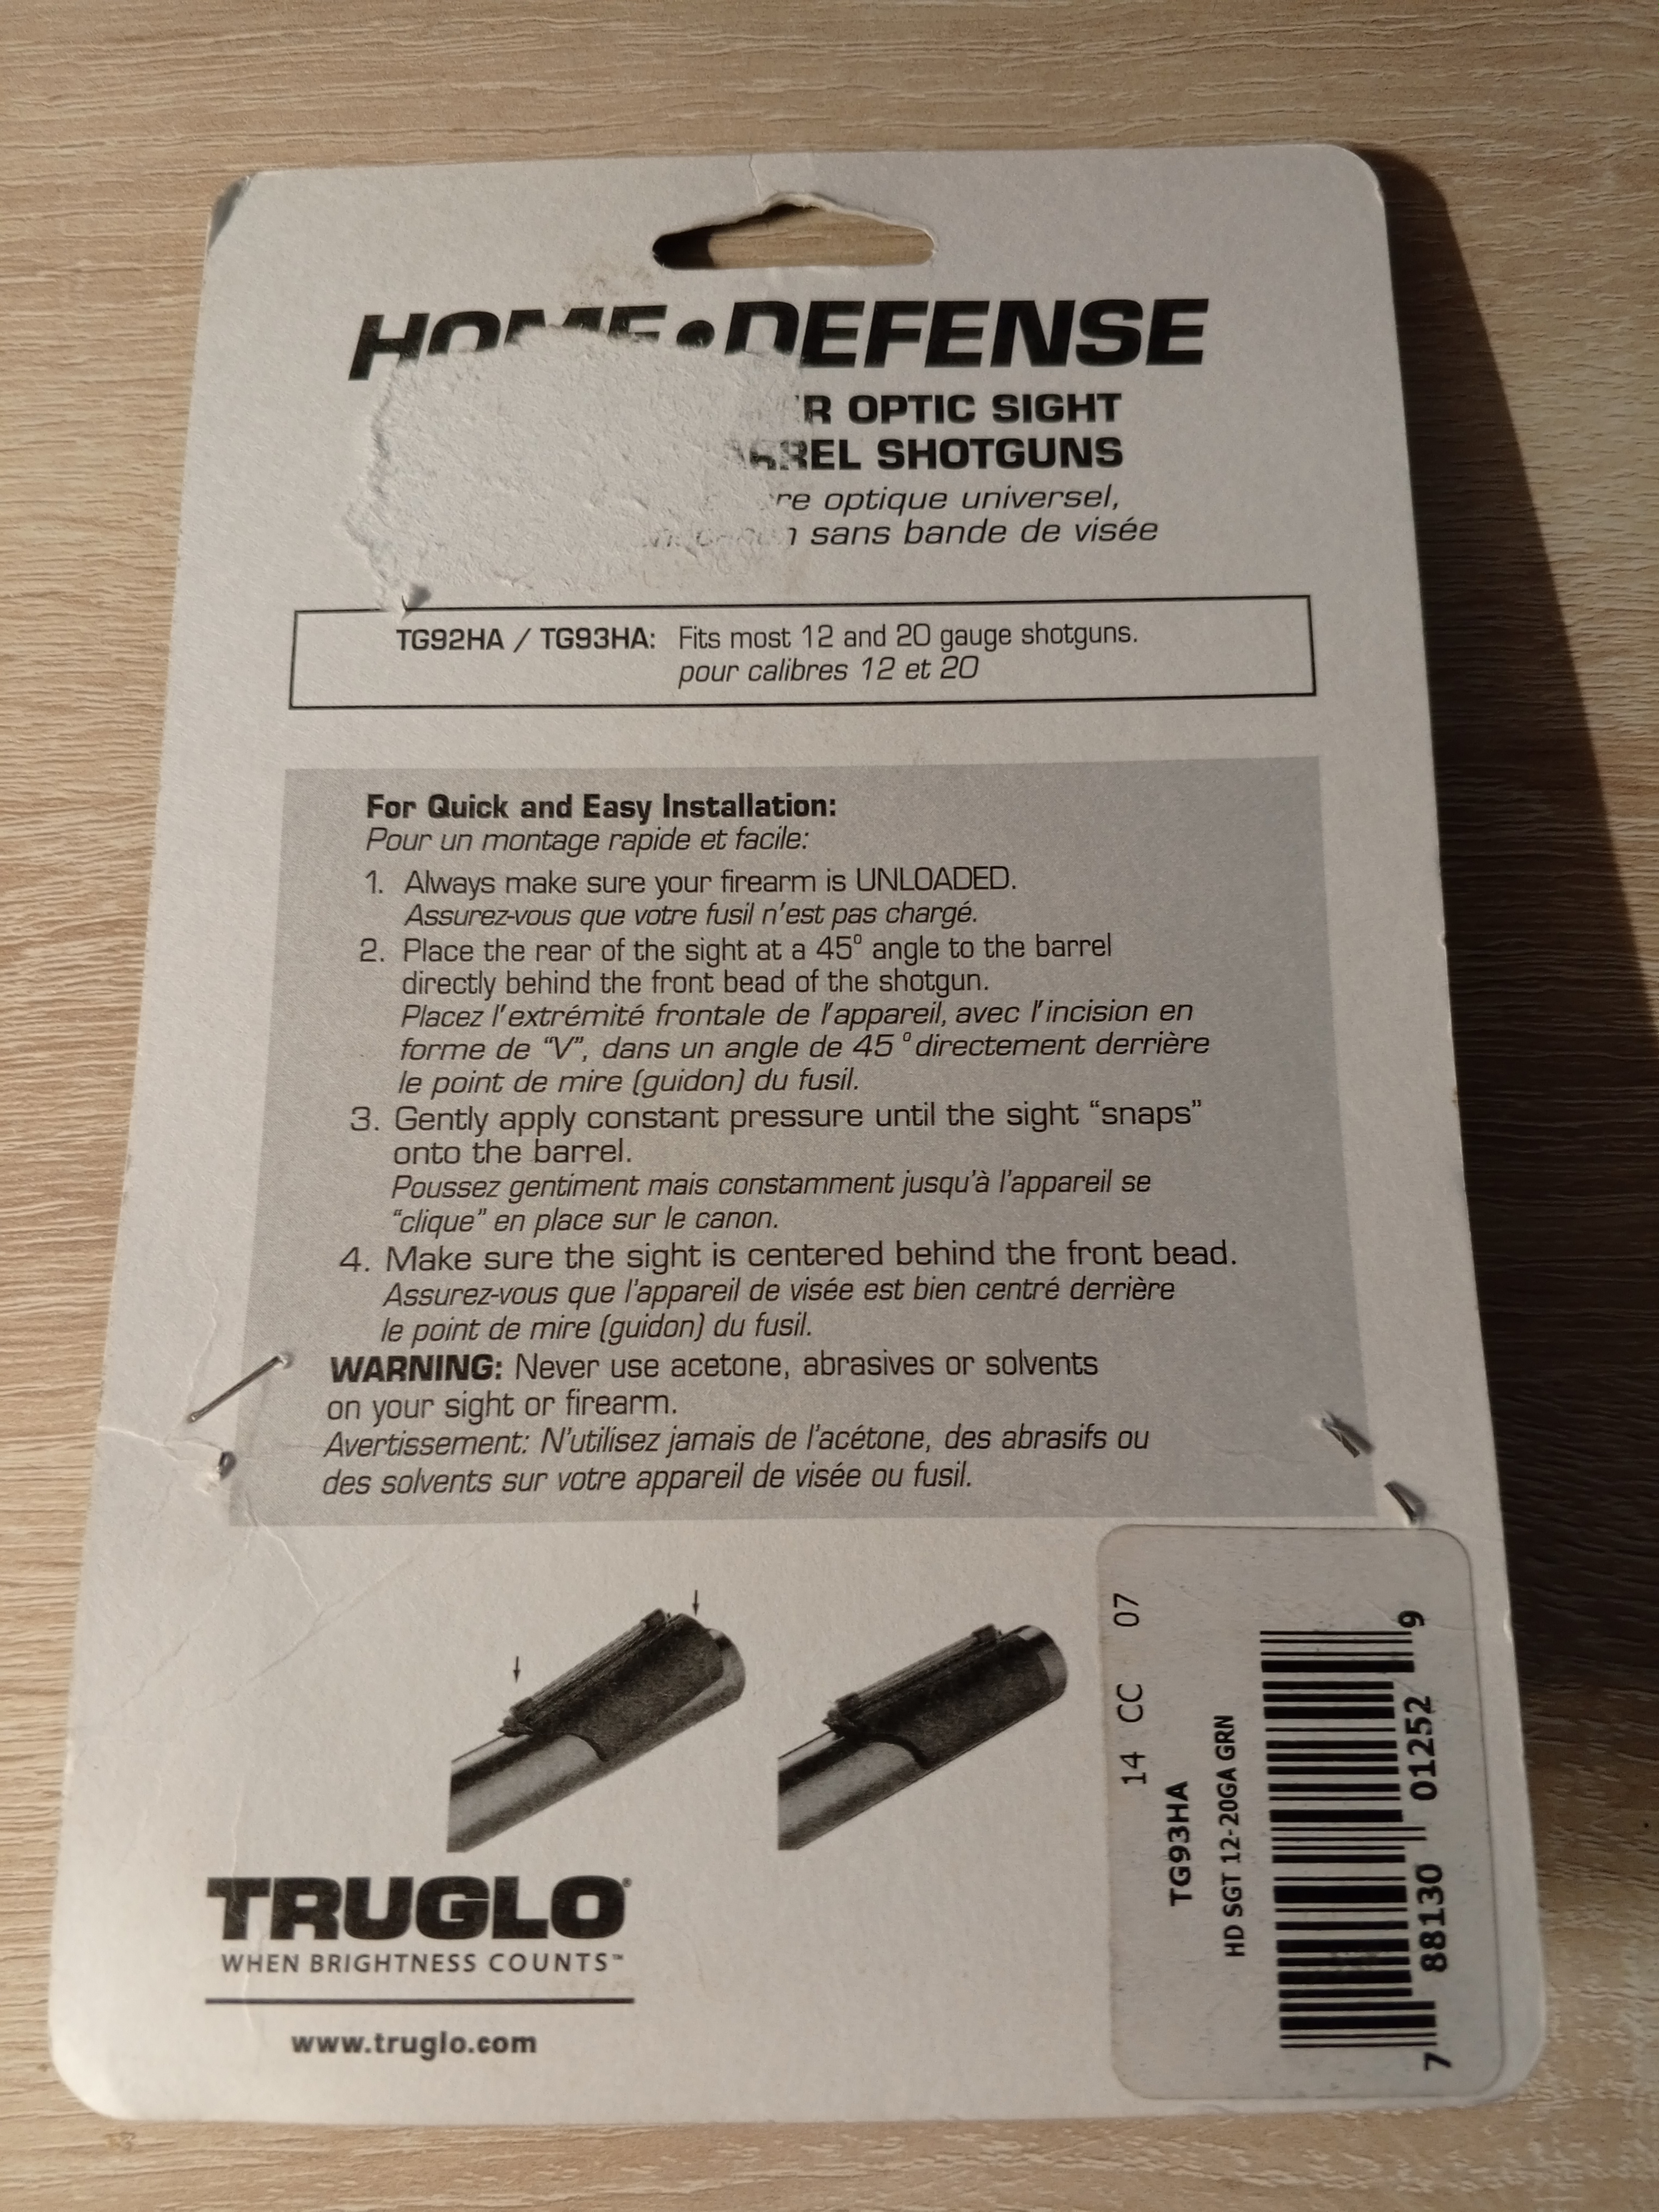 HOME•DEFENSE
OPTIC SIGHT
SHOTGUNS
optique universel,
sans bande de visée
TG92HA / TG93HA: Fits most 12 and 20 gauge shotguns.
pour calibres 12 et 20
For Quick and Easy Installation:
Pour un montage rapide et facile:
1. Always make sure your firearm is UNLOADED.
Assurez-vous que votre fusil n'est pas chargé.
2. Place the rear of the sight at a 45° angle to the barrel
directly behind the front bead of the shotgun.
Placez l'extrémité frontale de l'appareil, avec l'incision en
forme de “V”, dans un angle de 45 ° directement derrière
le point de mire (guidon) du fusil.
3. Gently apply constant pressure until the sight “snaps”
onto the barrel.
Poussez gentiment mais constamment jusqu'à l'appareil se
“clique” en place sur le canon.
4. Make sure the sight is centered behind the front bead.
Assurez-vous que l'appareil de visée est bien centré derrière
le point de mire (guidon) du fusil.
WARNING: Never use acetone, abrasives or solvents
on your sight or firearm.
Avertissement: N'utilisez jamais de l'acétone, des abrasifs ou
des solvents sur votre appareil de visée ou fusil.
TRUGLO®
WHEN BRIGHTNESS COUNTS™
www.truglo.com
14 CC 07
TG93HA
HD SGT 12-20GA GRN
7 88130 01252 9